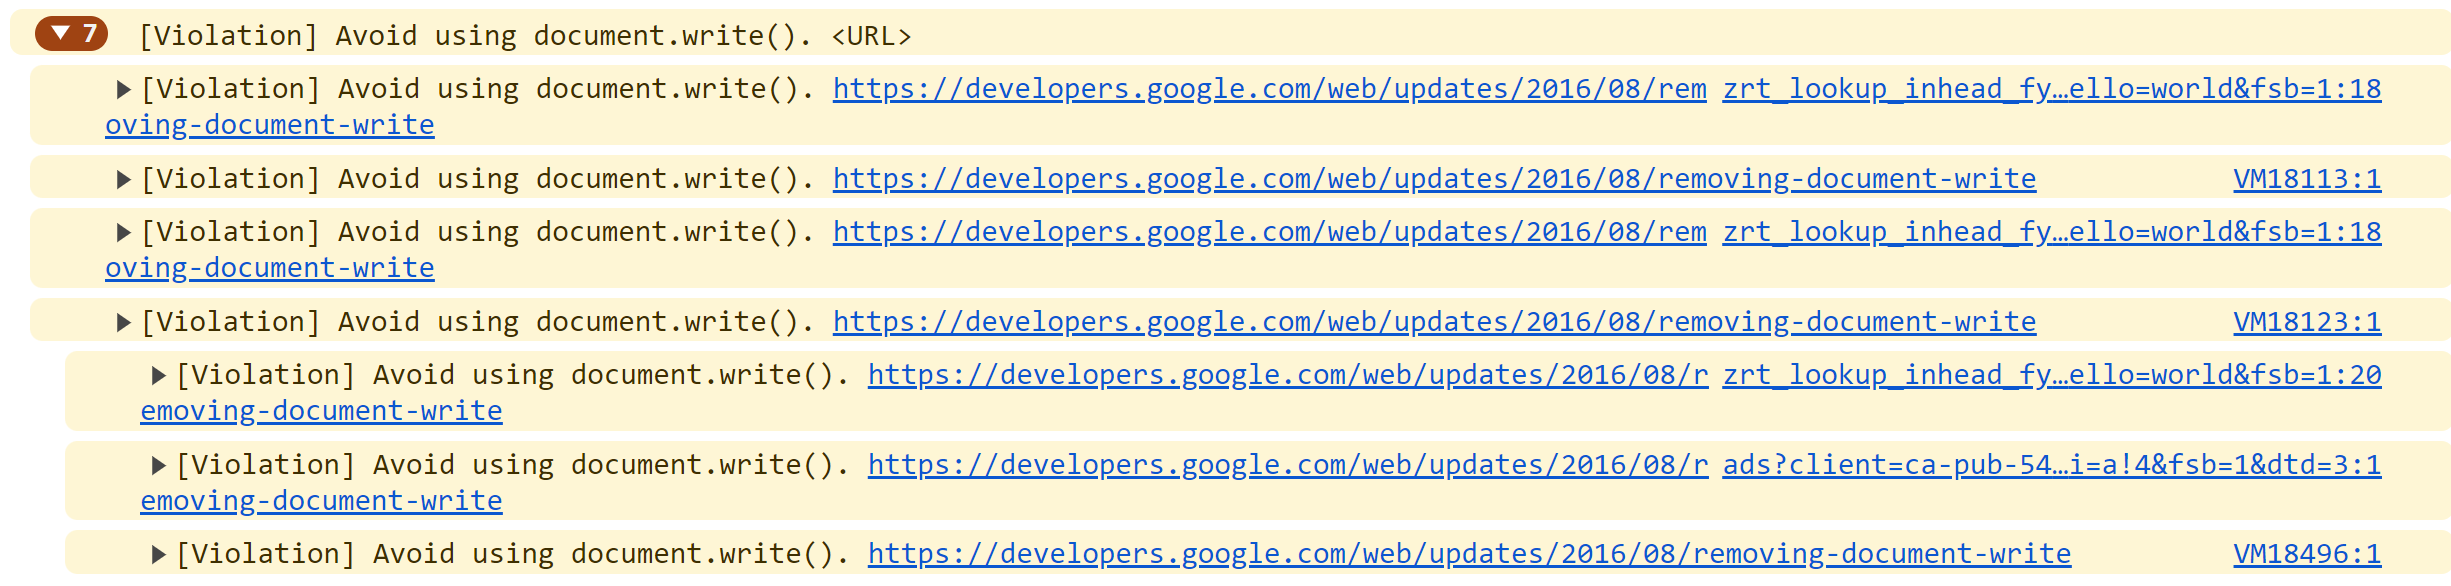 7 [Violation] Avoid using document.write(). <URL>
[Violation] Avoid using document.write(). https://developers.google.com/web/updates/2016/08/rem zrt_lookup_inhead_fy…ello=world&fsb=1:18
oving-document-write
[Violation] Avoid using document.write(). https://developers.google.com/web/updates/2016/08/removing-document-write VM18113:1
[Violation] Avoid using document.write(). https://developers.google.com/web/updates/2016/08/rem zrt_lookup_inhead_fy…ello=world&fsb=1:18
oving-document-write
[Violation] Avoid using document.write(). https://developers.google.com/web/updates/2016/08/removing-document-write VM18123:1
[Violation] Avoid using document.write(). https://developers.google.com/web/updates/2016/08/r zrt_lookup_inhead_fy…ello=world&fsb=1:20
emoving-document-write
[Violation] Avoid using document.write(). https://developers.google.com/web/updates/2016/08/r ads?client=ca-pub-54…i=a!4&fsb=1&dtd=3:1
emoving-document-write
[Violation] Avoid using document.write(). https://developers.google.com/web/updates/2016/08/removing-document-write VM18496:1